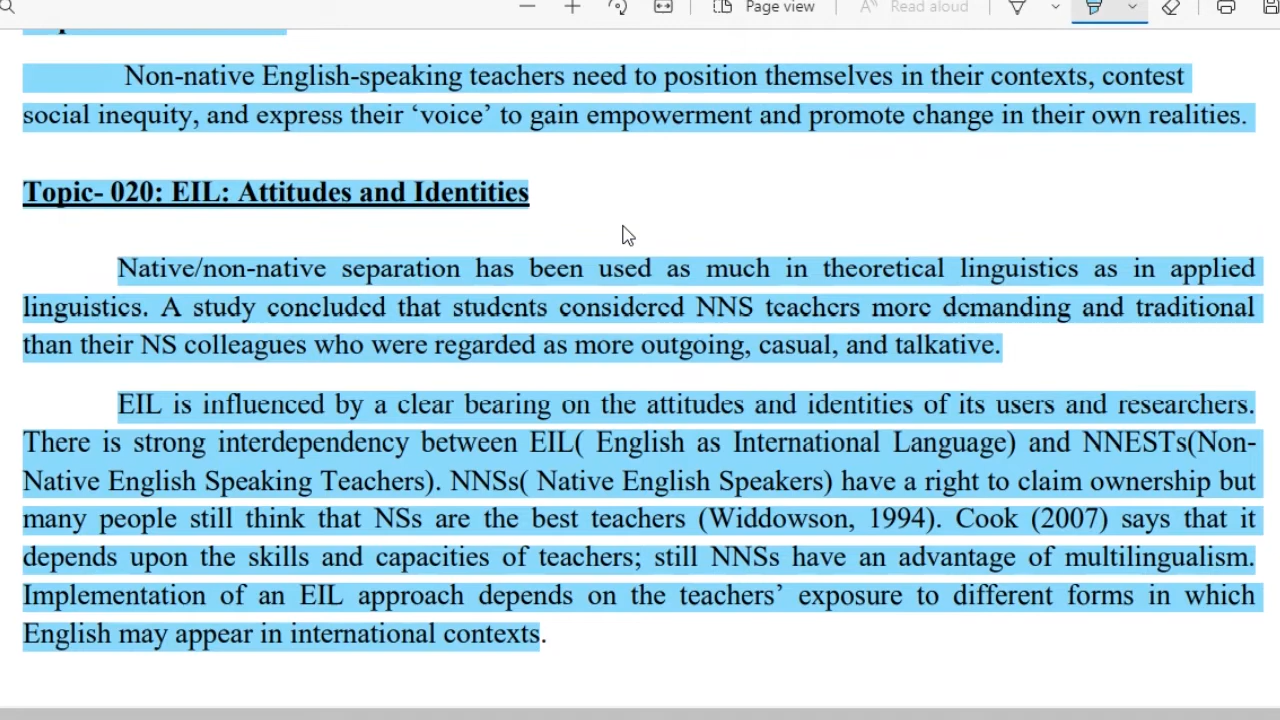 Page view
Read aloud
Non-native English-speaking teachers need to position themselves in their contexts, contest
social inequity, and express their ‘voice’ to gain empowerment and promote change in their own realities.
Topic- 020: EIL: Attitudes and Identities
Native/non-native separation has been used as much in theoretical linguistics as in applied
linguistics. A study concluded that students considered NNS teachers more demanding and traditional
than their NS colleagues who were regarded as more outgoing, casual, and talkative.
EIL is influenced by a clear bearing on the attitudes and identities of its users and researchers.
There is strong interdependency between EIL( English as International Language) and NNESTs(Non-
Native English Speaking Teachers). NNSs( Native English Speakers) have a right to claim ownership but
many people still think that NSs are the best teachers (Widdowson, 1994). Cook (2007) says that it
depends upon the skills and capacities of teachers; still NNSs have an advantage of multilingualism.
Implementation of an EIL approach depends on the teachers’ exposure to different forms in which
English may appear in international contexts.